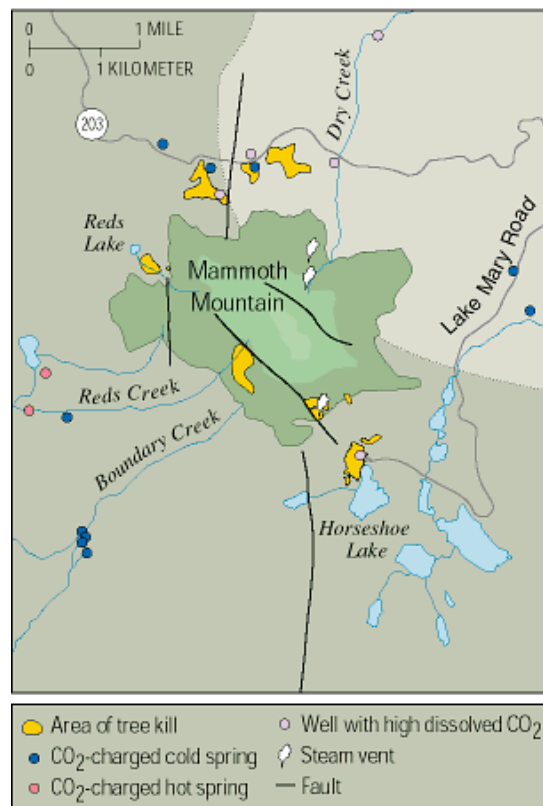 0 1 MILE
0 1 KILOMETER
203
Dry Creek
Reds
Lake
Mammoth
Mountain
Lake Mary Road
Reds Creek
Boundary Creek
Horseshoe
Lake
Area of tree kill
CO₂-charged cold spring
CO₂-charged hot spring
Well with high dissolved CO₂
Steam vent
Fault